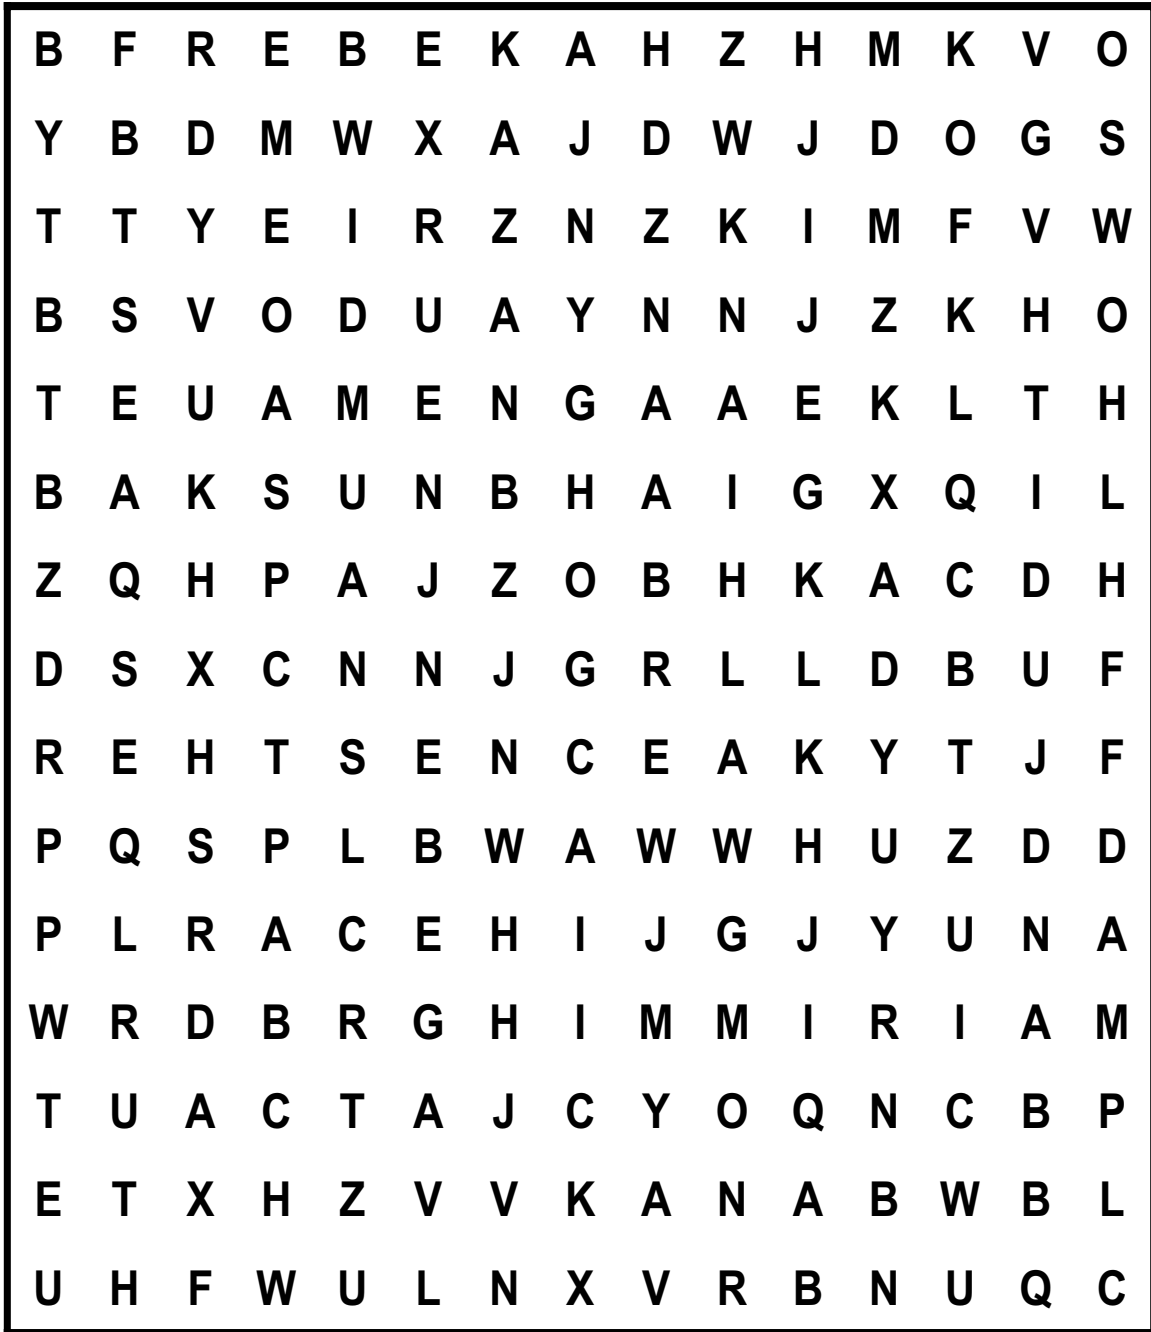 B F R E B E K A H Z H M K V O
Y B D M W X A J D W J D O G S
T T Y E I R Z N Z K I M F V W
B S V O D U A Y N N J Z K H O
T E U A M E N G A A E K L T H
B A K S U N B H A I G X Q I L
Z Q H P A J Z O B H K A C D H
D S X C N N J G R L L D B U F
R E H T S E N C E A K Y T J F
P Q S P L B W A W W H U Z D D
P L R A C E H I J G J Y U N A
W R D B R G H I M M I R I A M
T U A C T A J C Y O Q N C B P
E T X H Z V V K A N A B W B L
U H F W U L N X V R B N U Q C